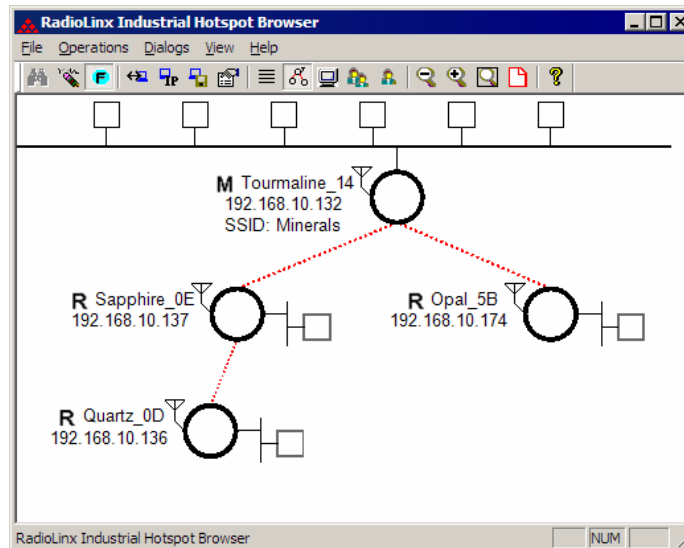 RadioLinx Industrial Hotspot Browser
File Operations Dialogs View Help
F IP ?
M Tourmaline_14
192.168.10.132
SSID: Minerals
R Sapphire_0E
192.168.10.137
R Opal_5B
192.168.10.174
R Quartz_0D
192.168.10.136
RadioLinx Industrial Hotspot Browser NUM